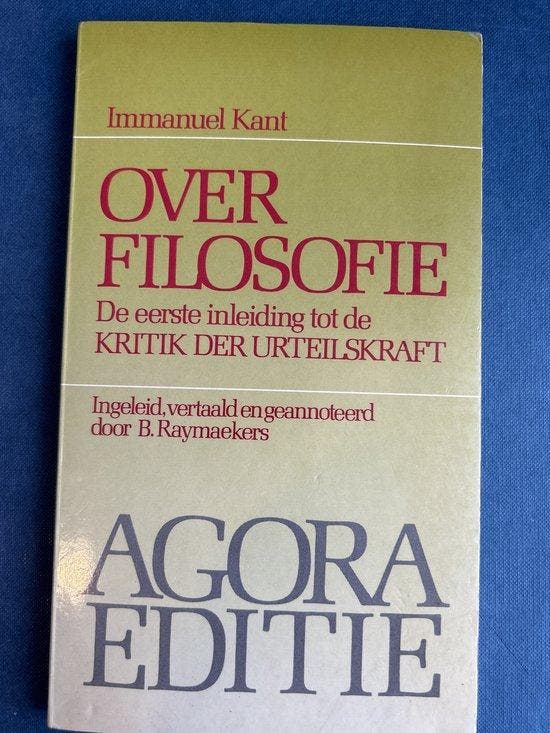 Immanuel Kant
OVER
FILOSOFIE
De eerste inleiding tot de
KRITIK DER URTEILSKRAFT
Ingeleid, vertaald en geannoteerd
door B. Raymaekers
AGORA
EDITIE